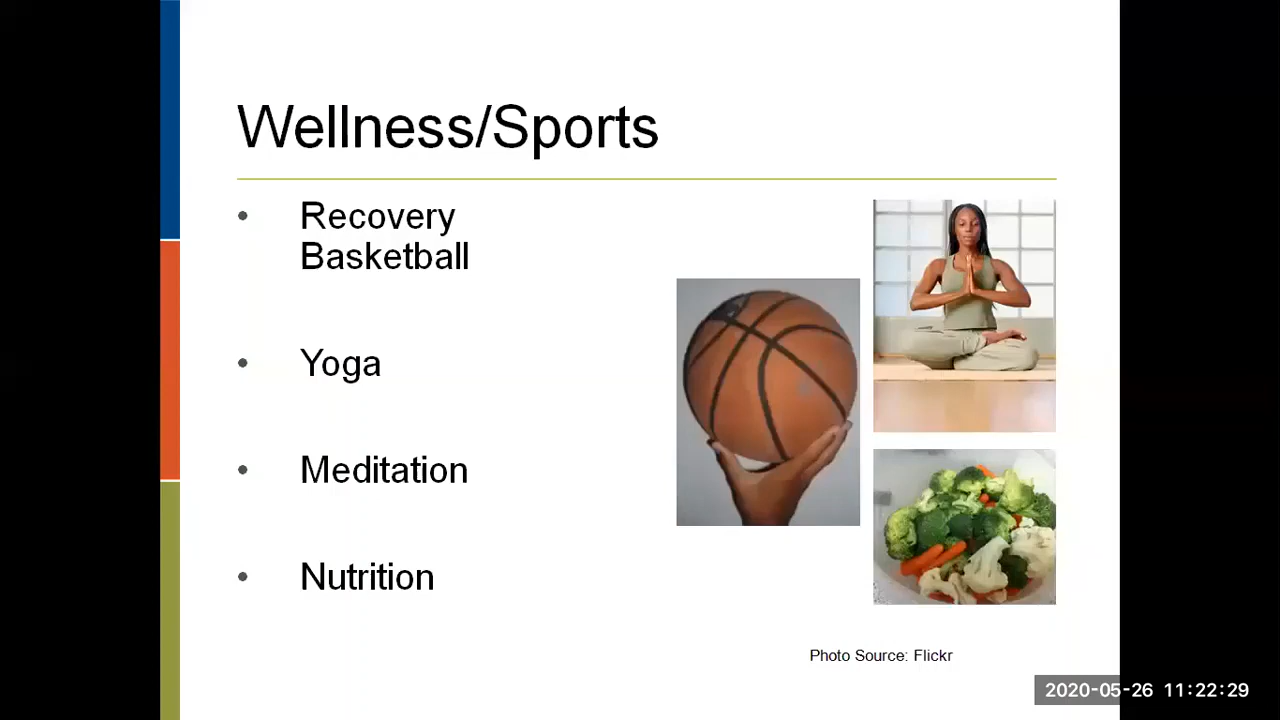 Wellness/Sports
• Recovery
Basketball
• Yoga
• Meditation
• Nutrition
Photo Source: Flickr
2020-05-26 11:22:29